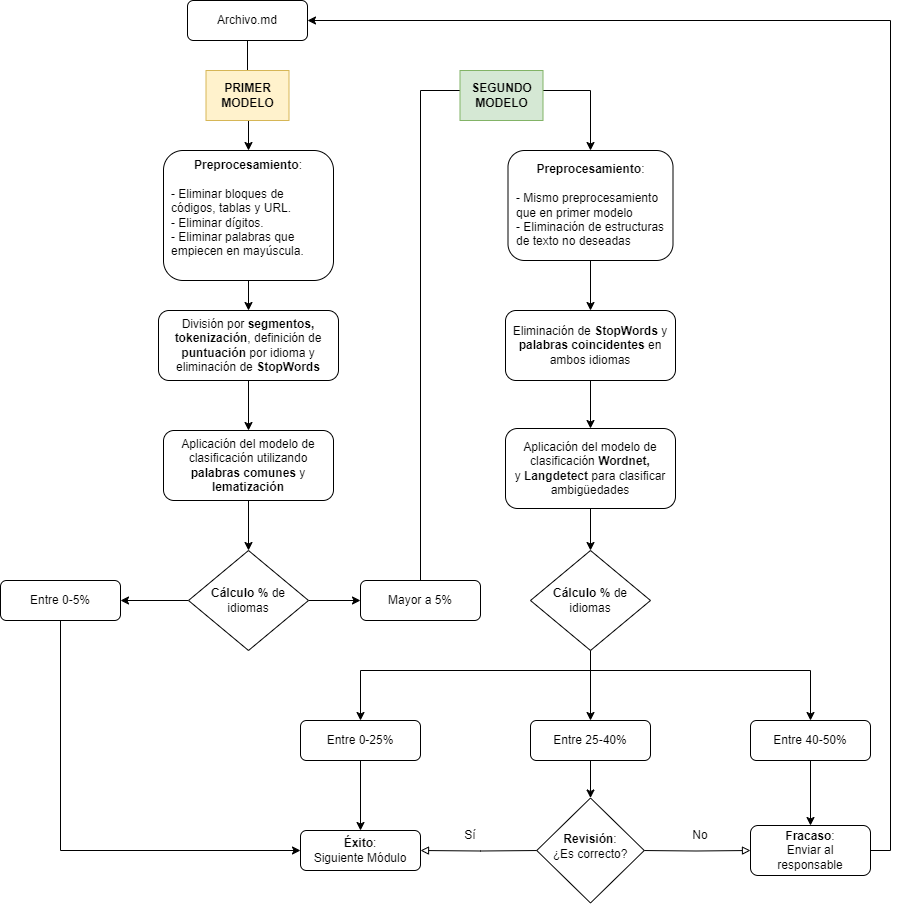 Archivo.md
PRIMER
MODELO
Preprocesamiento:
- Eliminar bloques de
códigos, tablas y URL.
- Eliminar dígitos.
- Eliminar palabras que
empiecen en mayúscula.
División por segmentos,
tokenización, definición de
puntuación por idioma y
eliminación de StopWords
Aplicación del modelo de
clasificación utilizando
palabras comunes y
lematización
Cálculo % de
idiomas
Entre 0-5%
Mayor a 5%
SEGUNDO
MODELO
Preprocesamiento:
- Mismo preprocesamiento
que en primer modelo
- Eliminación de estructuras
de texto no deseadas
Eliminación de StopWords y
palabras coincidentes en
ambos idiomas
Aplicación del modelo de
clasificación Wordnet,
y Langdetect para clasificar
ambigüedades
Cálculo % de
idiomas
Entre 0-25%
Entre 25-40%
Entre 40-50%
Éxito:
Siguiente Módulo
Sí
Revisión:
¿Es correcto?
No
Fracaso:
Enviar al
responsable